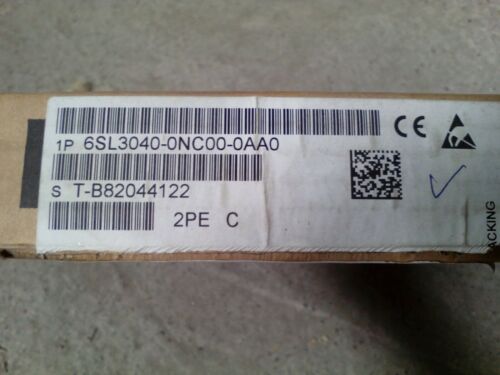 1P 6SL3040-0NC00-0AA0
CE
S T-B82044122
2PE C
ACKING